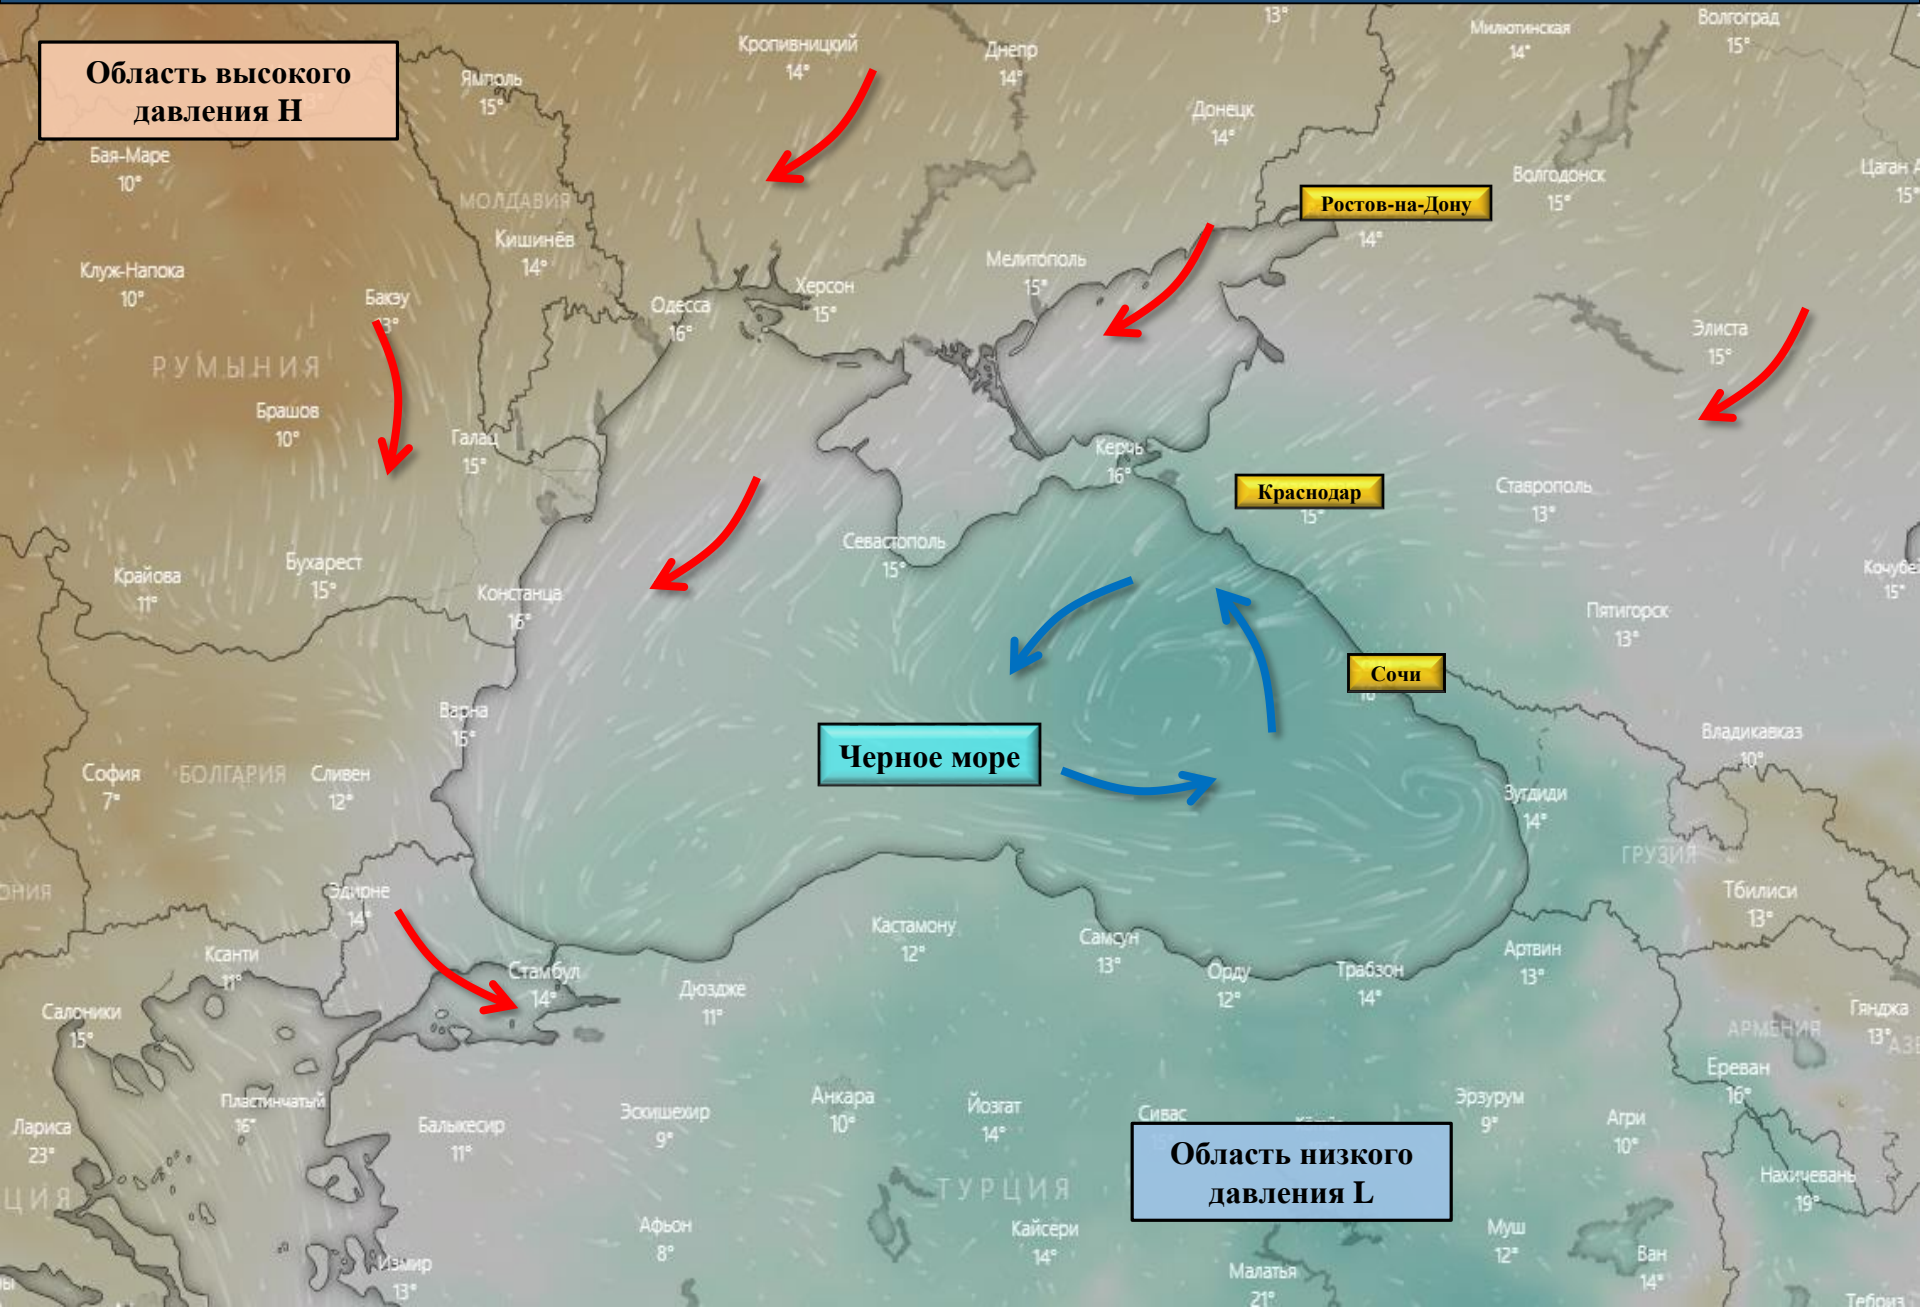 Область высокого
давления H
Ямполь
15°
Кропивницкий
14°
Днепр
14°
13°
Милютинская
14°
Волгоград
15°
Донецк
14°
Бая-Маре
10°
МОЛДАВИЯ
Кишинёв
14°
Волгодонск
15°
Ростов-на-Дону
14°
15°
Клуж-Напока
10°
Бакэу
Одесса
16°
Херсон
15°
Мелитополь
15°
Элиста
15°
РУМЫНИЯ
Брашов
10°
Галац
15°
Керчь
16°
Краснодар
15°
Ставрополь
13°
Севастополь
15°
Крайова
11°
Бухарест
15°
Констанца
16°
15°
Пятигорск
13°
Сочи
Варна
15°
Черное море
Владикавказ
10°
София
7°
БОЛГАРИЯ
Сливен
12°
Зугдиди
14°
ГРУЗИЯ
Эдирне
14°
Тбилиси
13°
Ксанти
11°
Стамбул
14°
Дюздже
11°
Кастамону
12°
Самсун
13°
Орду
12°
Трабзон
14°
Артвин
13°
Салоники
15°
Гянджа
13°
АРМЕНИЯ
Ереван
16°
Пластинчатый
16°
Лариса
23°
Балыкесир
11°
Эскишехир
9°
Анкара
10°
Йозгат
14°
Сивас
Эрзурум
9°
Агри
10°
Область низкого
давления L
Нахичевань
19°
ТУРЦИЯ
Афьон
8°
Кайсери
14°
Муш
12°
Ван
14°
Измир
13°
Малатья
21°
Тебриз